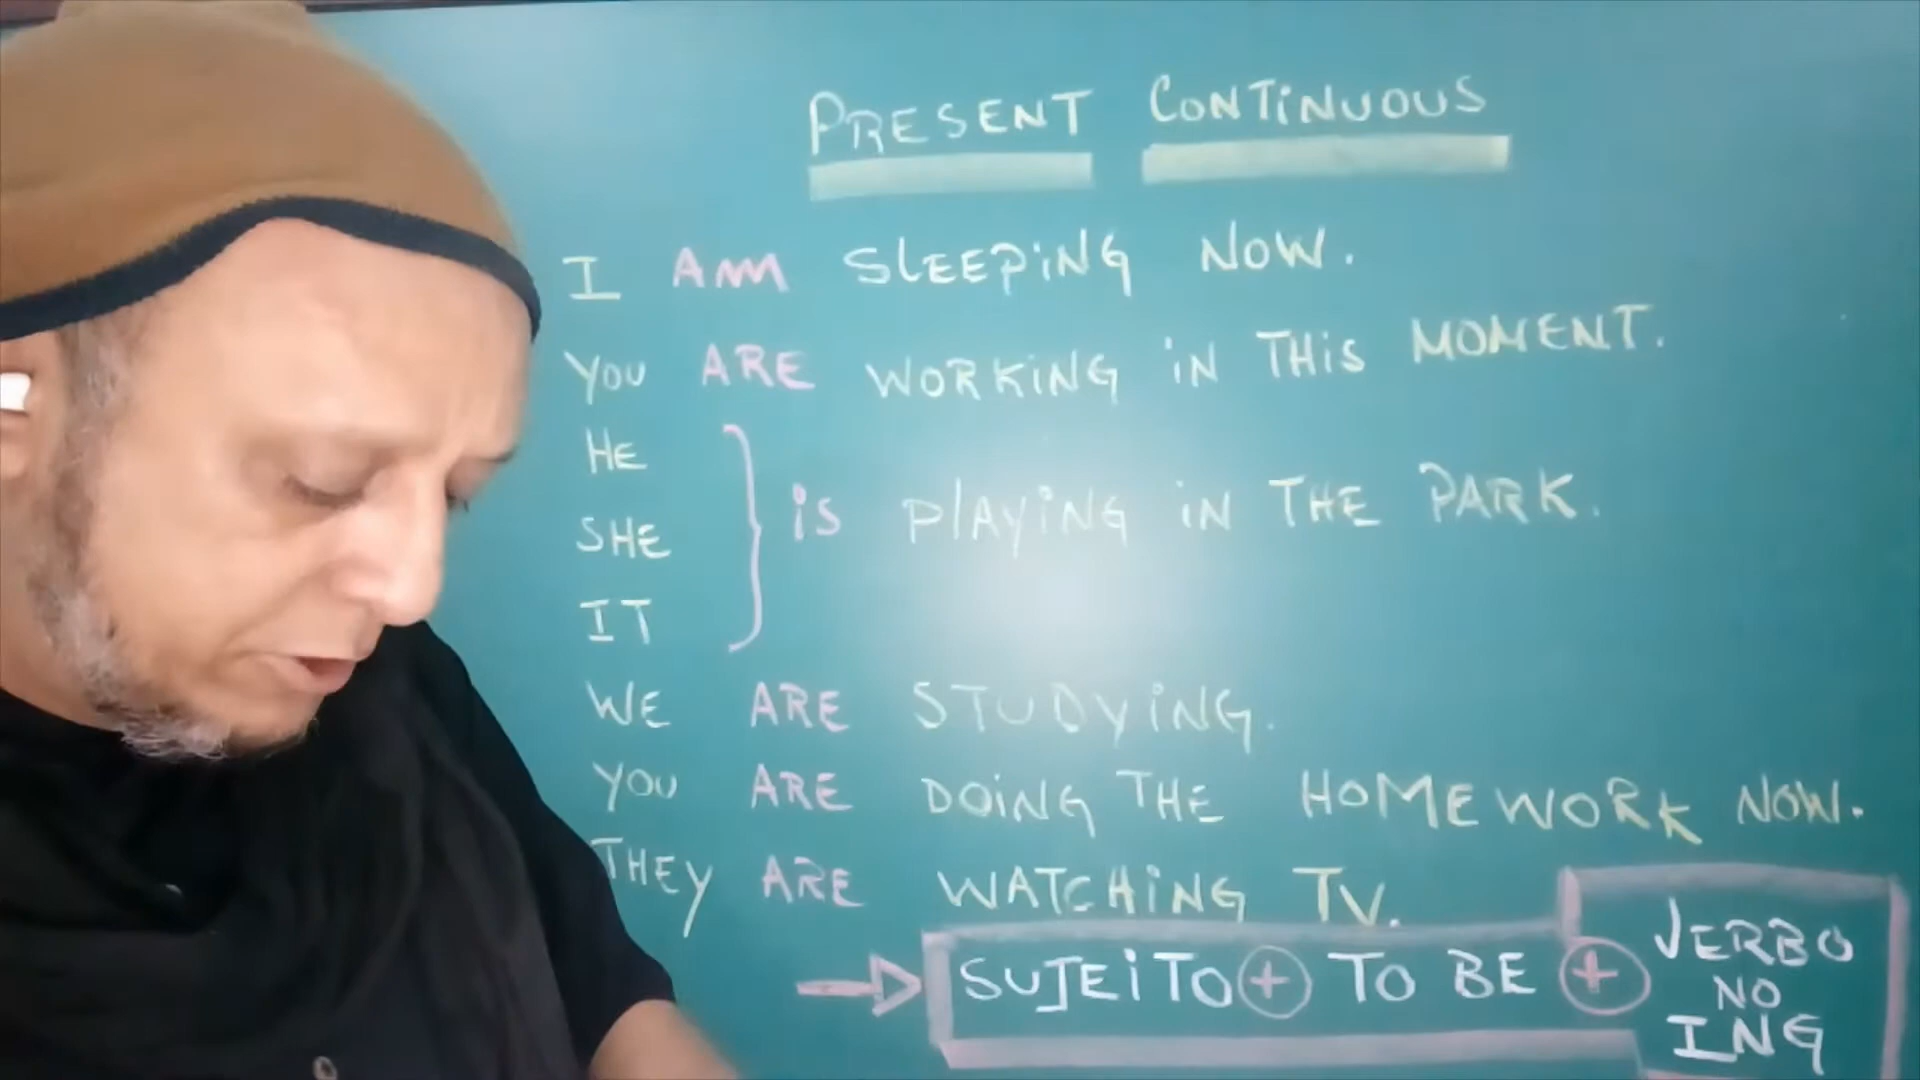 PRESENT CONTINUOUS
I AM SLEEPING NOW.
YOU ARE WORKING IN THIS MOMENT.
HE
SHE
IS PLAYING IN THE PARK.
IT
WE ARE STUDYING.
YOU ARE DOING THE HOMEWORK NOW.
THEY ARE WATCHING TV.
SUJEITO + TO BE + VERBO
NO
ING